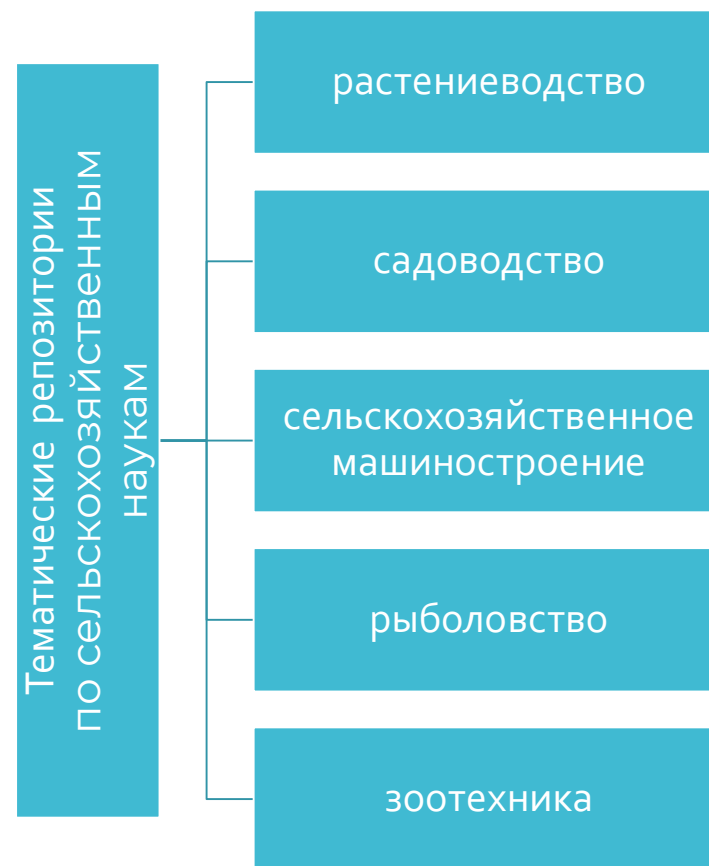 Тематические репозитории
по сельскохозяйственным
наукам
растениеводство
садоводство
сельскохозяйственное
машиностроение
рыболовство
зоотехника